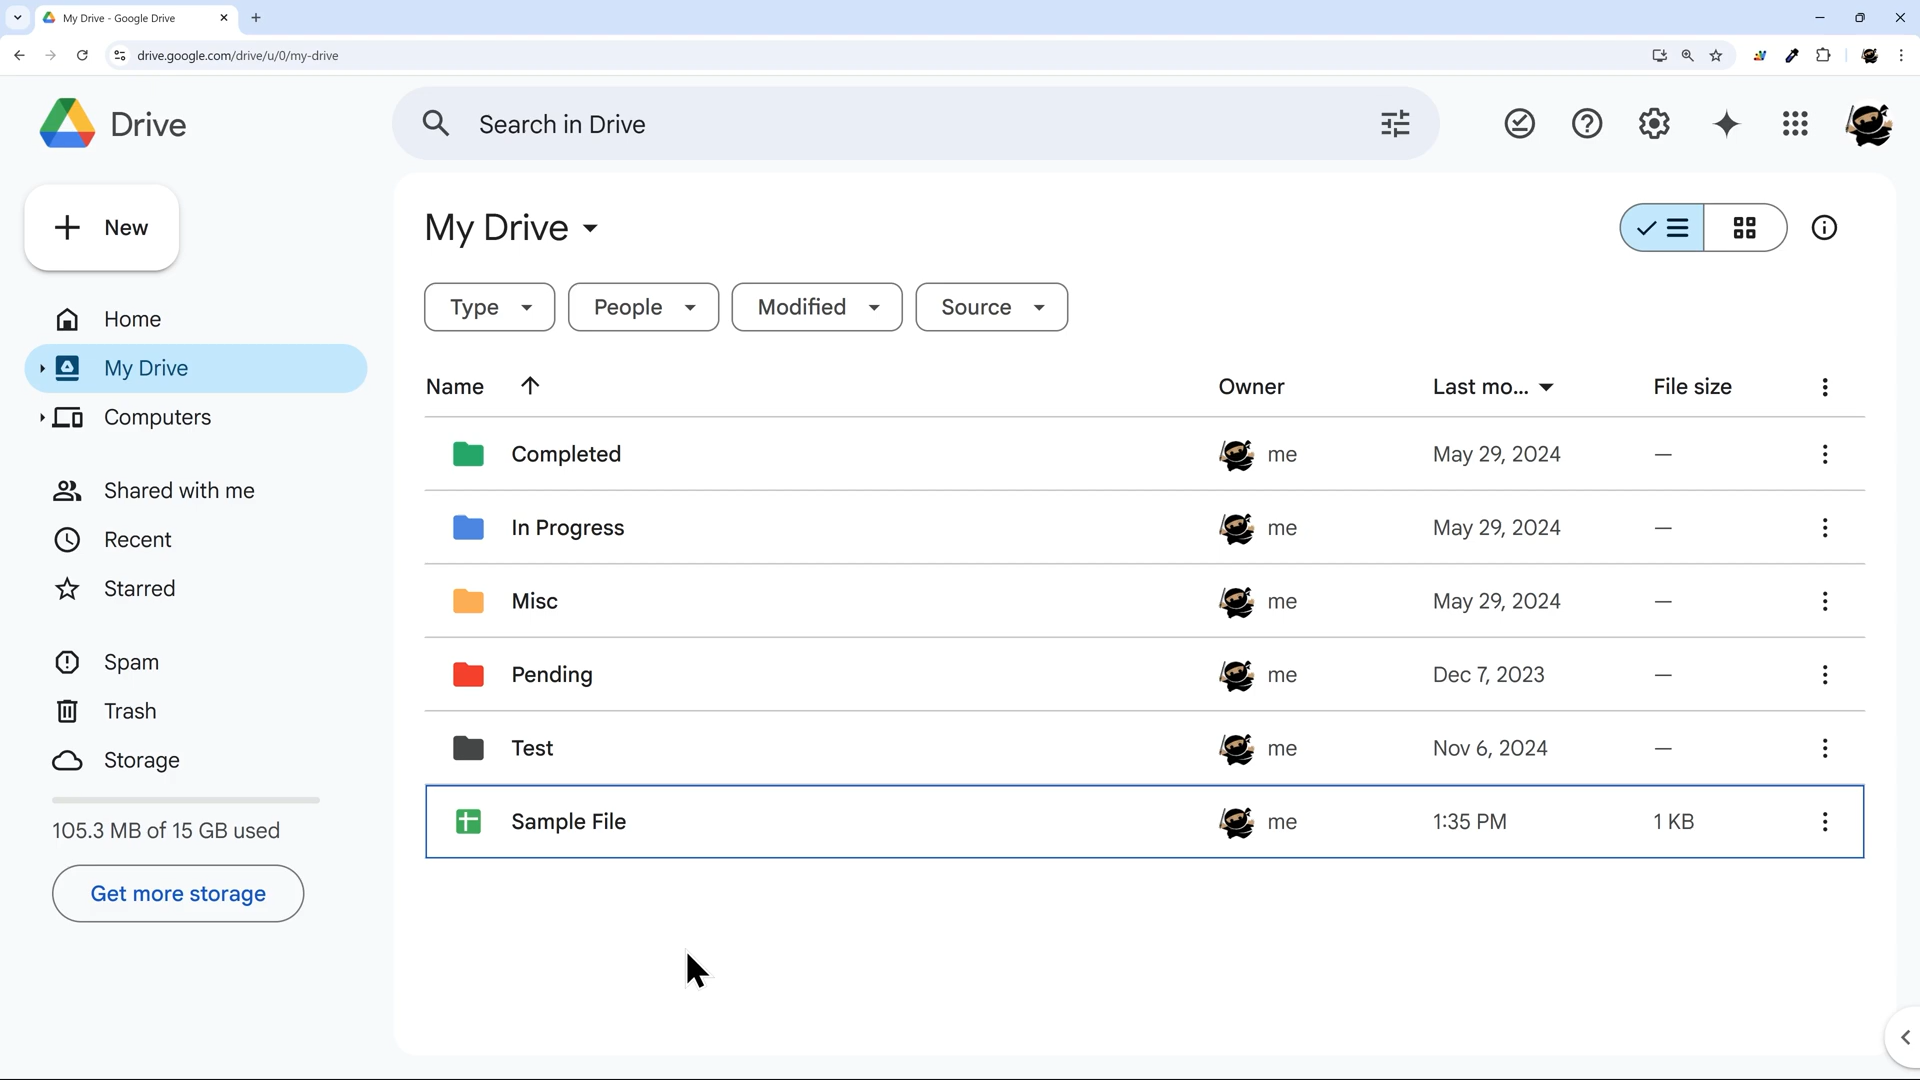 My Drive - Google Drive
drive.google.com/drive/u/0/my-drive
Drive
Search in Drive
New
My Drive
Type People Modified Source
Home
My Drive
Computers
Shared with me
Recent
Starred
Spam
Trash
Storage
105.3 MB of 15 GB used
Get more storage
Name Owner Last mo... File size
Completed me May 29, 2024 —
In Progress me May 29, 2024 —
Misc me May 29, 2024 —
Pending me Dec 7, 2023 —
Test me Nov 6, 2024 —
Sample File me 1:35 PM 1 KB